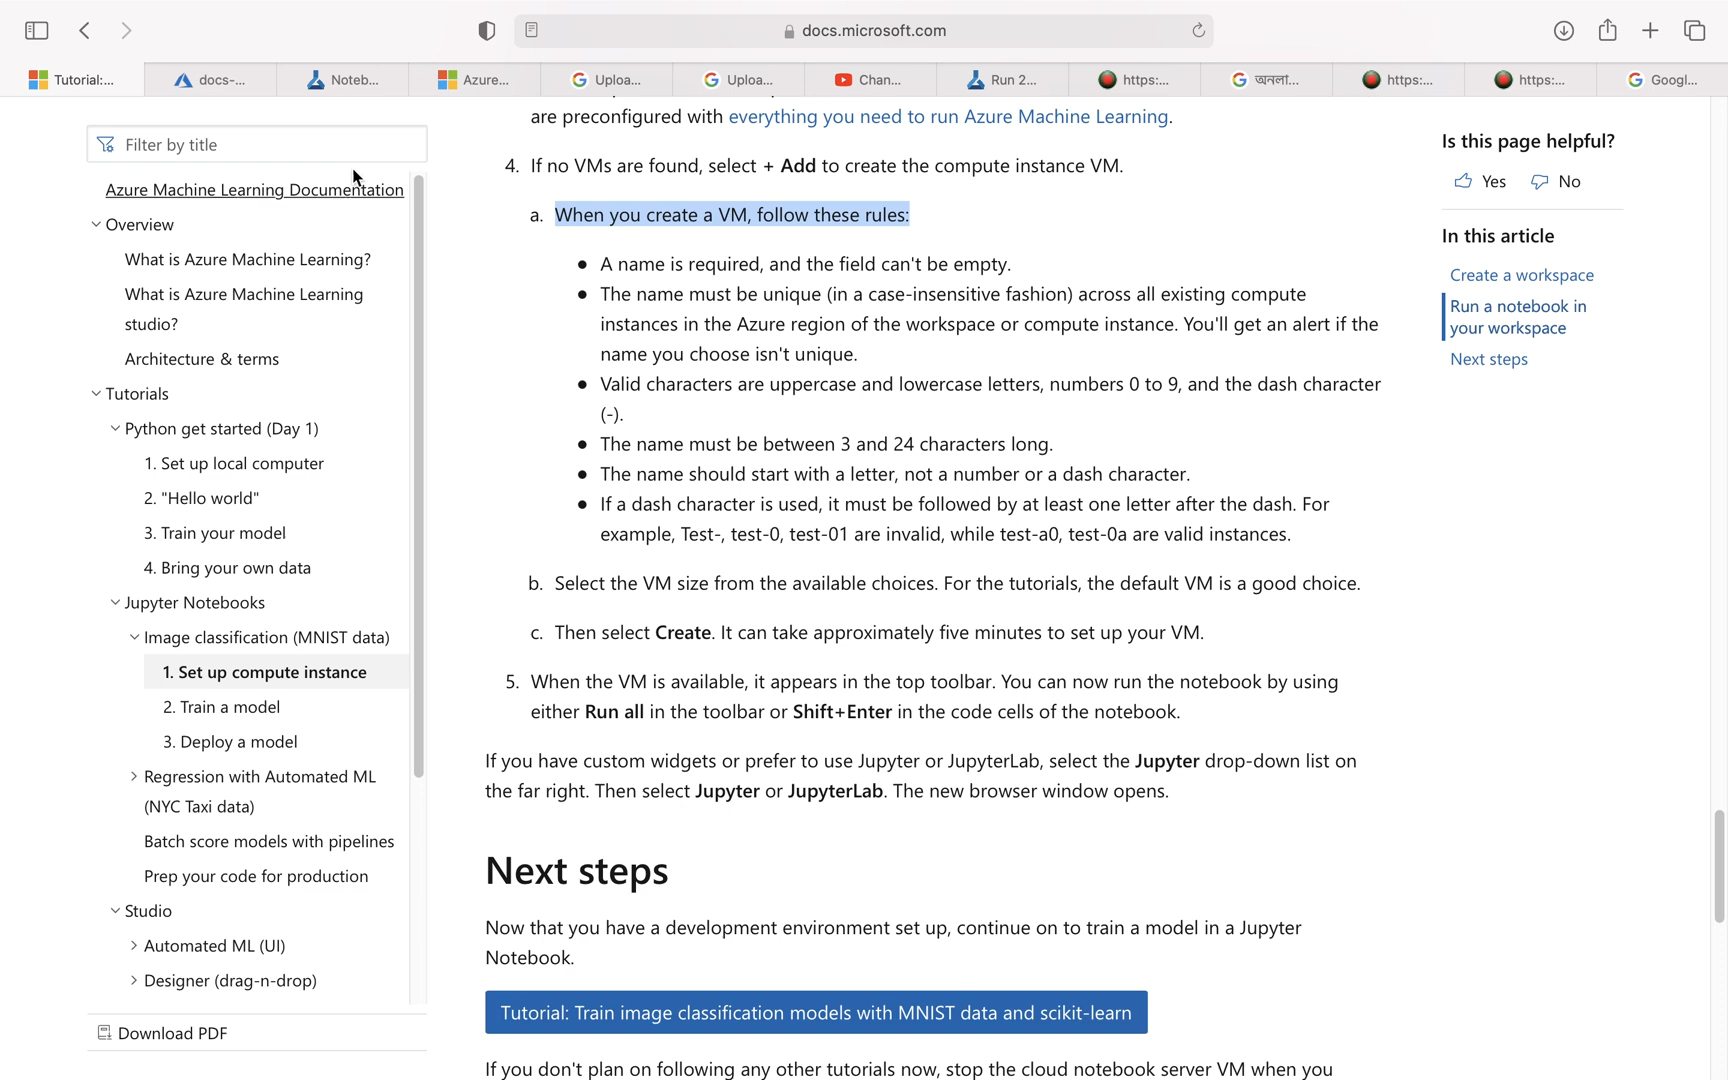 docs.microsoft.com
Tutorial:...
docs-...
Noteb...
Azure...
Uploa...
Uploa...
Chan...
Run 2...
https:...
অনলা...
https:...
https:...
Googl...
Filter by title
Azure Machine Learning Documentation
Overview
What is Azure Machine Learning?
What is Azure Machine Learning
studio?
Architecture & terms
Tutorials
Python get started (Day 1)
1. Set up local computer
2. "Hello world"
3. Train your model
4. Bring your own data
Jupyter Notebooks
Image classification (MNIST data)
1. Set up compute instance
2. Train a model
3. Deploy a model
Regression with Automated ML
(NYC Taxi data)
Batch score models with pipelines
Prep your code for production
Studio
Automated ML (UI)
Designer (drag-n-drop)
Download PDF
are preconfigured with everything you need to run Azure Machine Learning.
4. If no VMs are found, select + Add to create the compute instance VM.
a. When you create a VM, follow these rules:
● A name is required, and the field can't be empty.
● The name must be unique (in a case-insensitive fashion) across all existing compute
instances in the Azure region of the workspace or compute instance. You'll get an alert if the
name you choose isn't unique.
● Valid characters are uppercase and lowercase letters, numbers 0 to 9, and the dash character
(-).
● The name must be between 3 and 24 characters long.
● The name should start with a letter, not a number or a dash character.
● If a dash character is used, it must be followed by at least one letter after the dash. For
example, Test-, test-0, test-01 are invalid, while test-a0, test-0a are valid instances.
b. Select the VM size from the available choices. For the tutorials, the default VM is a good choice.
c. Then select Create. It can take approximately five minutes to set up your VM.
5. When the VM is available, it appears in the top toolbar. You can now run the notebook by using
either Run all in the toolbar or Shift+Enter in the code cells of the notebook.
If you have custom widgets or prefer to use Jupyter or JupyterLab, select the Jupyter drop-down list on
the far right. Then select Jupyter or JupyterLab. The new browser window opens.
Next steps
Now that you have a development environment set up, continue on to train a model in a Jupyter
Notebook.
Tutorial: Train image classification models with MNIST data and scikit-learn
If you don't plan on following any other tutorials now, stop the cloud notebook server VM when you
Is this page helpful?
Yes No
In this article
Create a workspace
Run a notebook in
your workspace
Next steps